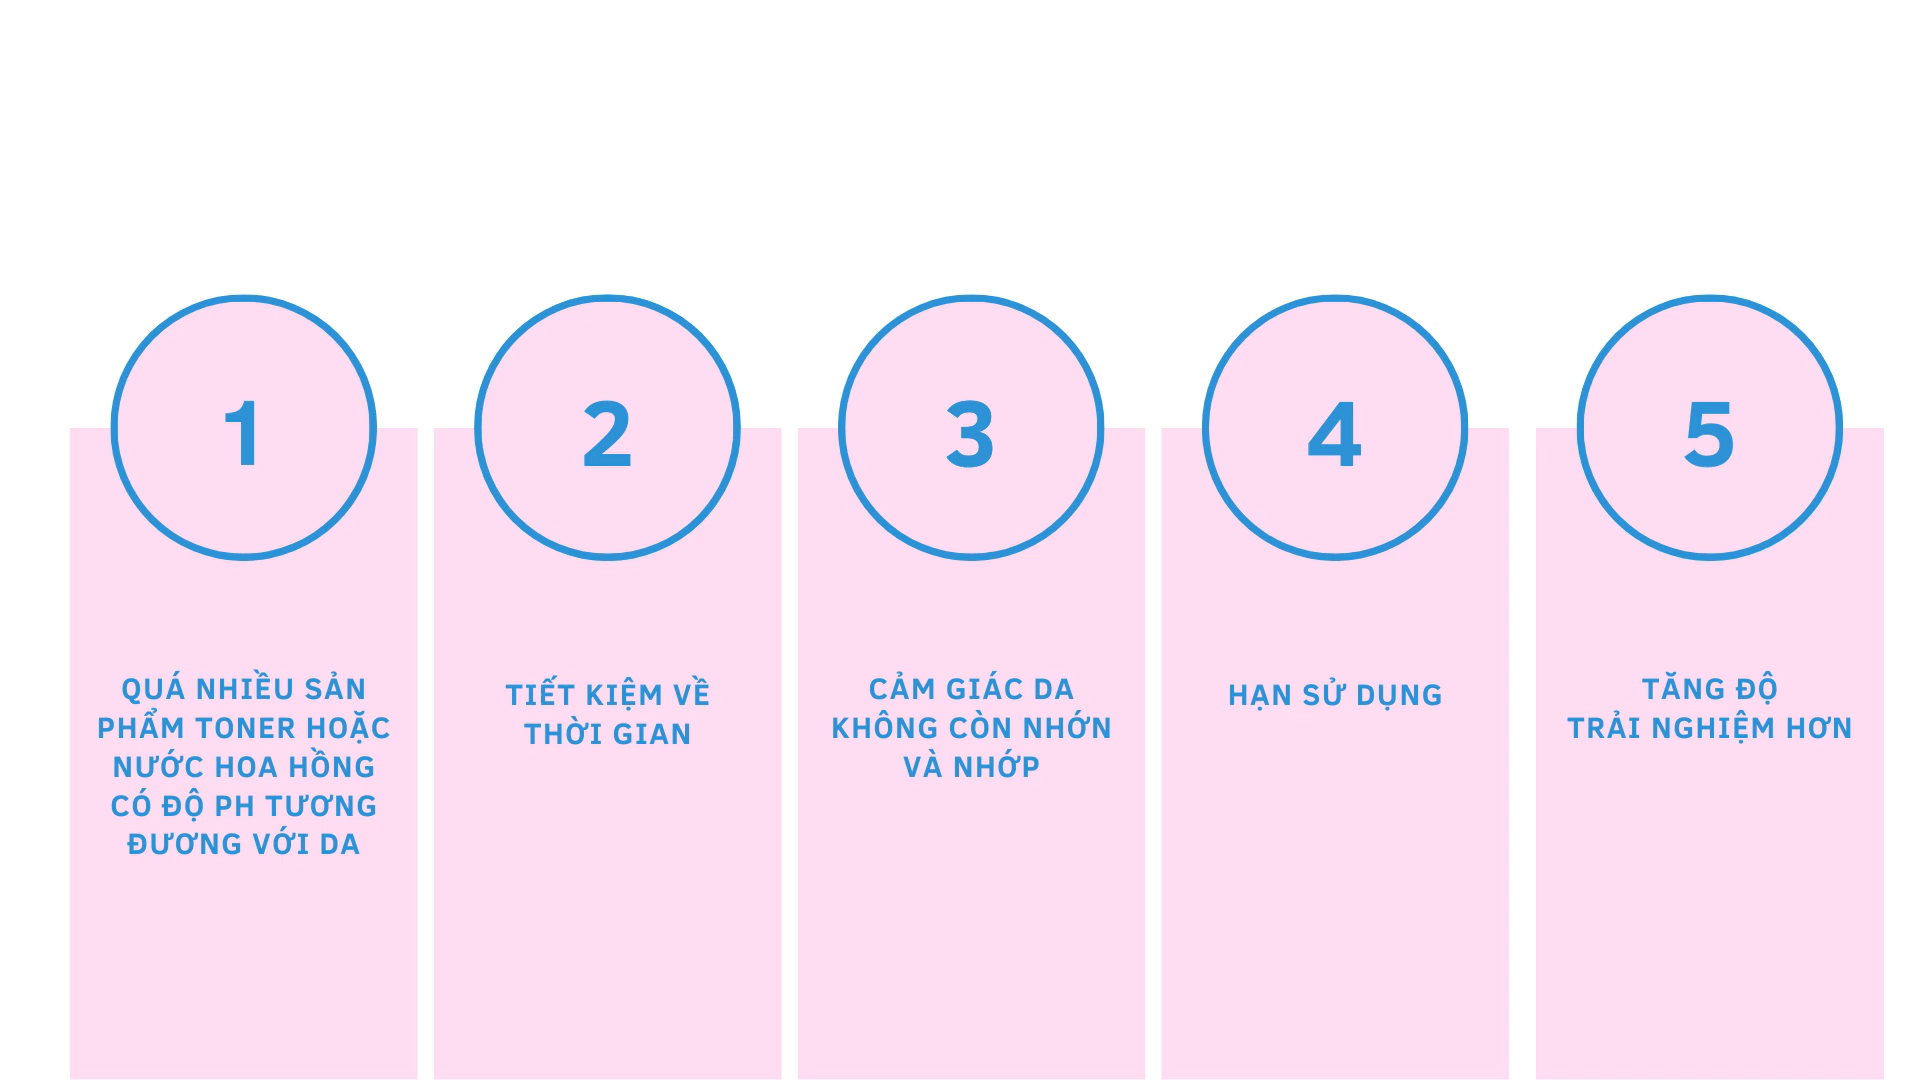 1
QUÁ NHIỀU SẢN
PHẨM TONER HOẶC
NƯỚC HOA HỒNG
CÓ ĐỘ PH TƯƠNG
ĐƯƠNG VỚI DA
2
TIẾT KIỆM VỀ
THỜI GIAN
3
CẢM GIÁC DA
KHÔNG CÒN NHỚN
VÀ NHỚP
4
HẠN SỬ DỤNG
5
TĂNG ĐỘ
TRẢI NGHIỆM HƠN